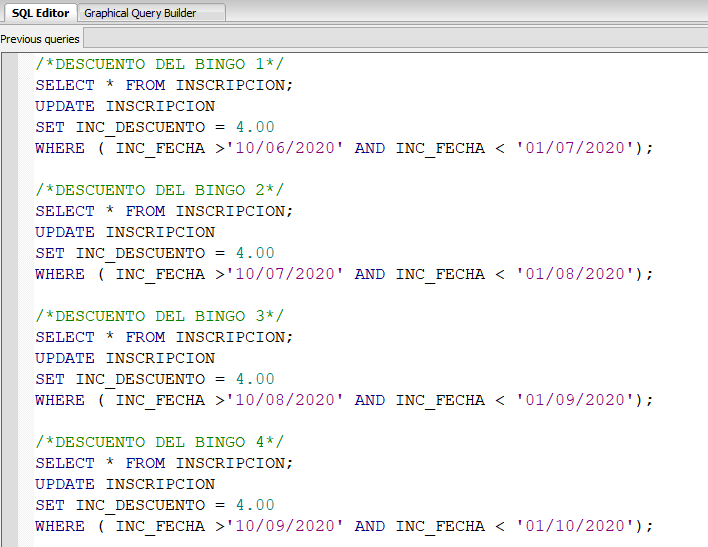 SQL Editor Graphical Query Builder
Previous queries
/*DESCUENTO DEL BINGO 1*/
SELECT * FROM INSCRIPCION;
UPDATE INSCRIPCION
SET INC_DESCUENTO = 4.00
WHERE ( INC_FECHA >'10/06/2020' AND INC_FECHA < '01/07/2020');
/*DESCUENTO DEL BINGO 2*/
SELECT * FROM INSCRIPCION;
UPDATE INSCRIPCION
SET INC_DESCUENTO = 4.00
WHERE ( INC_FECHA >'10/07/2020' AND INC_FECHA < '01/08/2020');
/*DESCUENTO DEL BINGO 3*/
SELECT * FROM INSCRIPCION;
UPDATE INSCRIPCION
SET INC_DESCUENTO = 4.00
WHERE ( INC_FECHA >'10/08/2020' AND INC_FECHA < '01/09/2020');
/*DESCUENTO DEL BINGO 4*/
SELECT * FROM INSCRIPCION;
UPDATE INSCRIPCION
SET INC_DESCUENTO = 4.00
WHERE ( INC_FECHA >'10/09/2020' AND INC_FECHA < '01/10/2020');